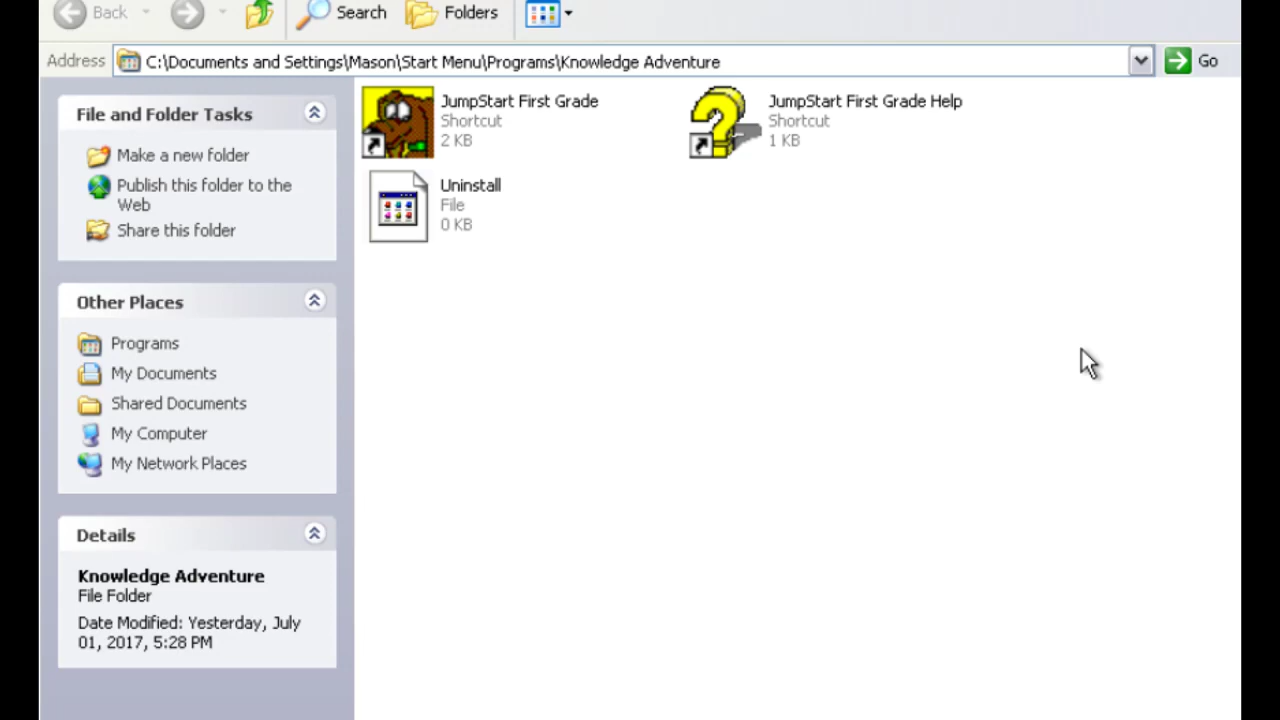 Back
Search
Folders
Address
C:\Documents and Settings\Mason\Start Menu\Programs\Knowledge Adventure
Go
File and Folder Tasks
Make a new folder
Publish this folder to the
Web
Share this folder
Other Places
Programs
My Documents
Shared Documents
My Computer
My Network Places
Details
Knowledge Adventure
File Folder
Date Modified: Yesterday, July
01, 2017, 5:28 PM
JumpStart First Grade
Shortcut
2 KB
JumpStart First Grade Help
Shortcut
1 KB
Uninstall
File
0 KB